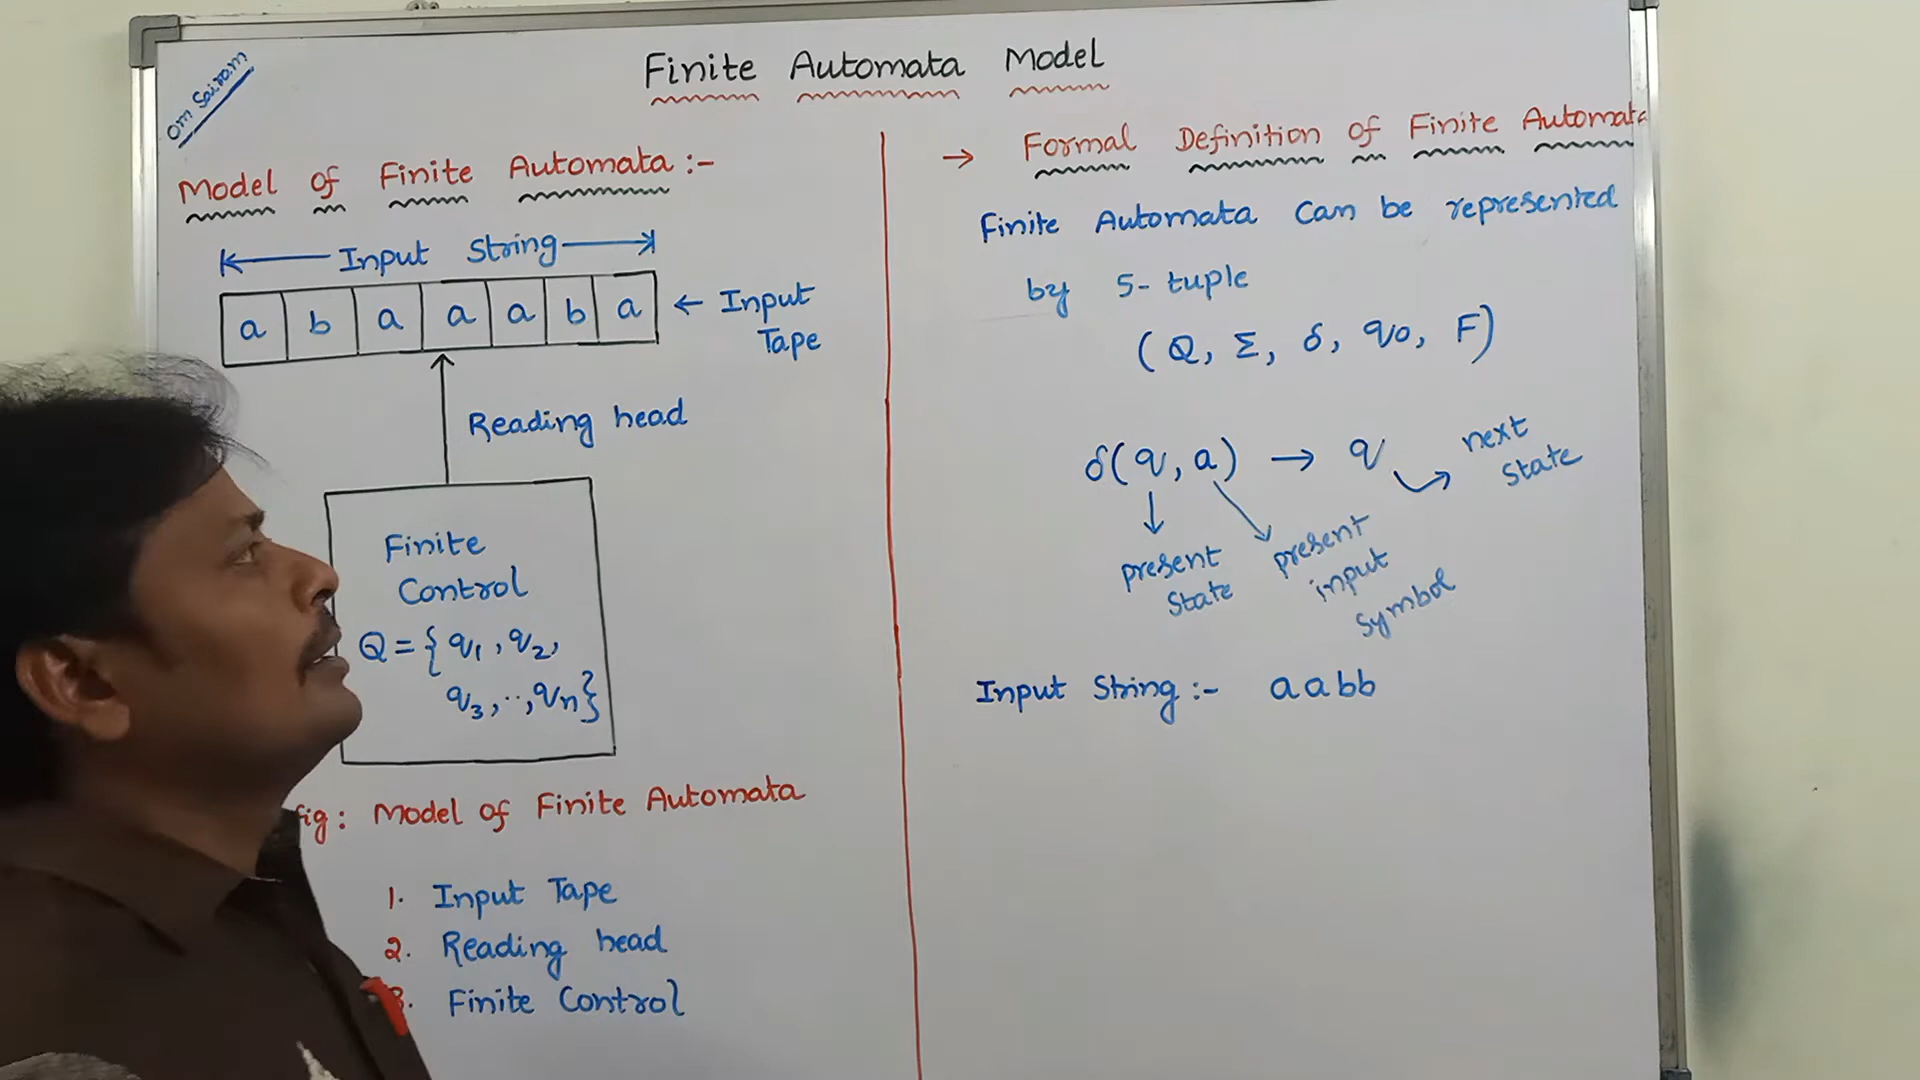 Om Sairam
Finite Automata Model
Model of Finite Automata :-
Input String
a b a a a b a
← Input
Tape
Reading head
Finite
Control
Q = { q1, q2,
q3, .., qn }
fig : Model of Finite Automata
1. Input Tape
2. Reading head
3. Finite Control
→ Formal Definition of Finite Automata
Finite Automata Can be represented
by 5-tuple
(Q, Σ, δ, q0, F)
δ(q, a) → q
next
State
present
State
present
input
Symbol
Input String :- aabb